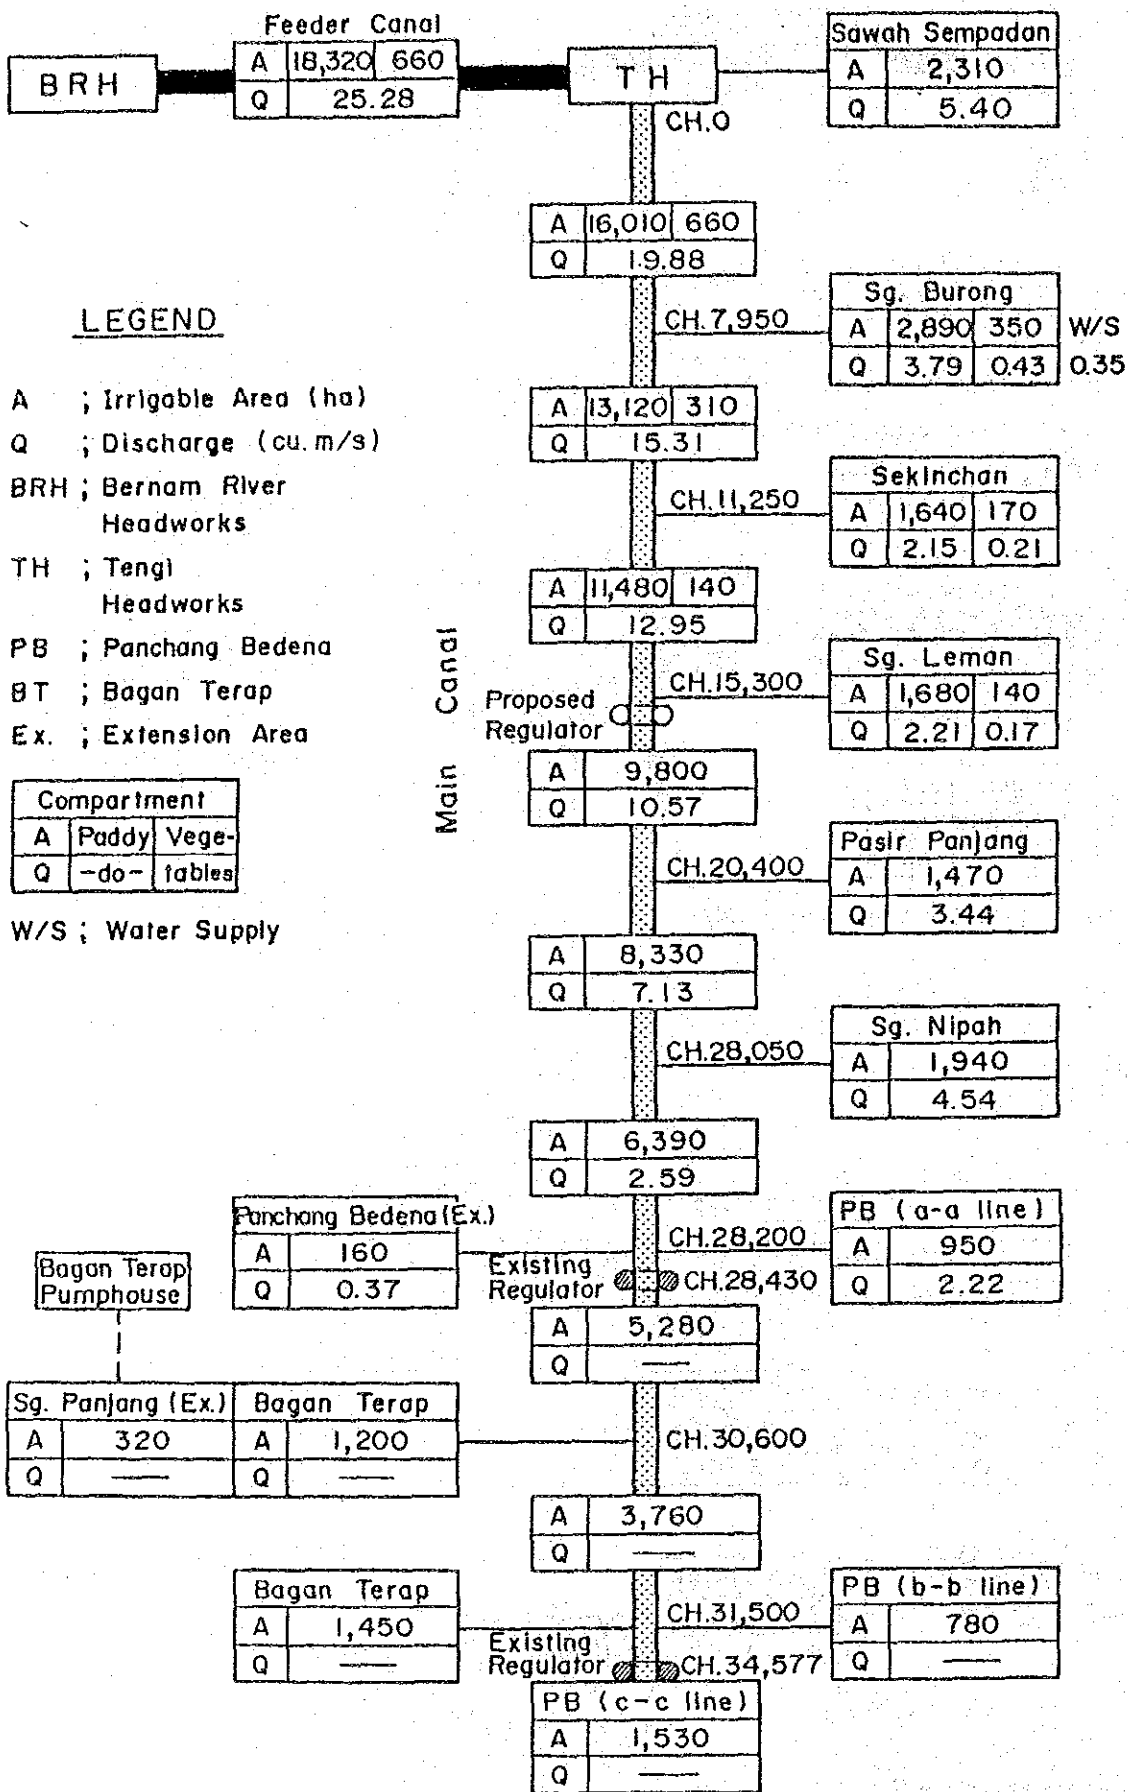 Feeder Canal
A 18,320 660
Q 25.28
BRH
TH
CH.0
Sawah Sempadan
A 2,310
Q 5.40
A 16,010 660
Q 19.88
LEGEND
A ; Irrigable Area (ha)
Q ; Discharge (cu.m/s)
BRH ; Bernam River
Headworks
TH ; Tengi
Headworks
PB ; Panchang Bedena
BT ; Bagan Terap
Ex. ; Extension Area
Compartment
A Paddy Vege-
Q -do- tables
W/S ; Water Supply
CH.7,950
Sg. Burong
A 2,890 350 W/S
Q 3.79 0.43 0.35
A 13,120 310
Q 15.31
CH.11,250
Sekinchan
A 1,640 170
Q 2.15 0.21
A 11,480 140
Q 12.95
Main Canal
CH.15,300
Proposed
Regulator
Sg. Leman
A 1,680 140
Q 2.21 0.17
A 9,800
Q 10.57
CH.20,400
Pasir Panjang
A 1,470
Q 3.44
A 8,330
Q 7.13
CH.28,050
Sg. Nipah
A 1,940
Q 4.54
A 6,390
Q 2.59
Panchang Bedena (Ex.)
A 160
Q 0.37
CH.28,200
PB (a-a line)
A 950
Q 2.22
Existing
Regulator
CH.28,430
Bagan Terap
Pumphouse
A 5,280
Q —
Sg. Panjang (Ex.) Bagan Terap
A 320 A 1,200
Q — Q —
CH.30,600
A 3,760
Q —
Bagan Terap
A 1,450
Q —
CH.31,500
PB (b-b line)
A 780
Q —
Existing
Regulator
CH.34,577
PB (c-c line)
A 1,530
Q —